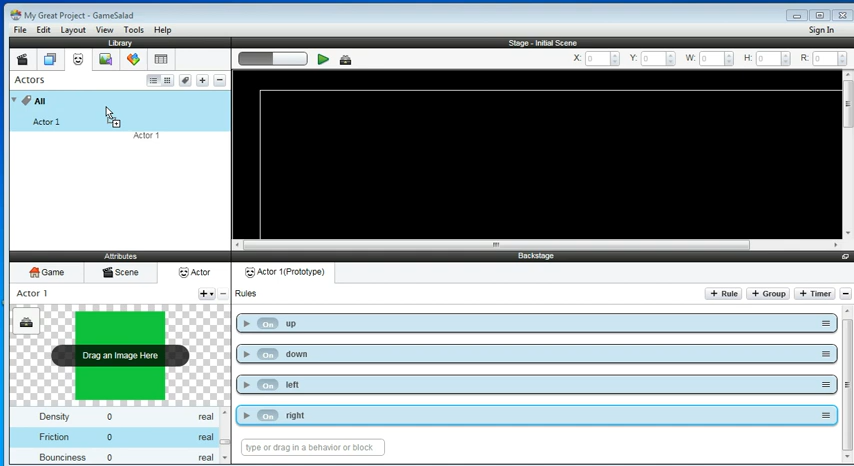 My Great Project - GameSalad
File Edit Layout View Tools Help Sign In
Library Stage - Initial Scene
X: 0 Y: 0 W: 0 H: 0 R: 0
Actors
All
Actor 1
Actor 1
Attributes Backstage
Game Scene Actor Actor 1(Prototype)
Actor 1 Rules + Rule + Group + Timer
On up
Drag an Image Here
On down
On left
On right
Density 0 real
Friction 0 real
type or drag in a behavior or block
Bounciness 0 real